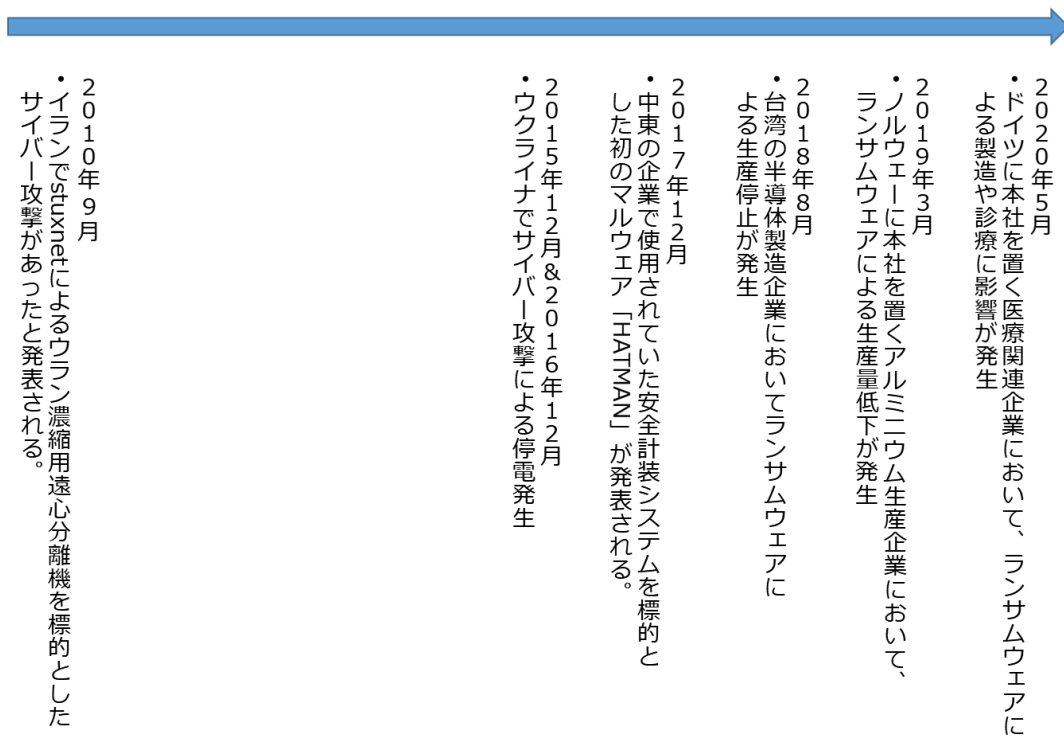 2010年9月
・イランでstuxnetによるウラン濃縮用遠心分離機を標的とした
サイバー攻撃があったと発表される。
2015年12月&2016年12月
・ウクライナでサイバー攻撃による停電発生
2017年12月
・中東の企業で使用されていた安全計装システムを標的と
した初のマルウェア「HATMAN」が発表される。
2018年8月
・台湾の半導体製造企業においてランサムウェアに
よる生産停止が発生
2019年3月
・ノルウェーに本社を置くアルミニウム生産企業において、
ランサムウェアによる生産量低下が発生
2020年5月
・ドイツに本社を置く医療関連企業において、ランサムウェアに
よる製造や診療に影響が発生